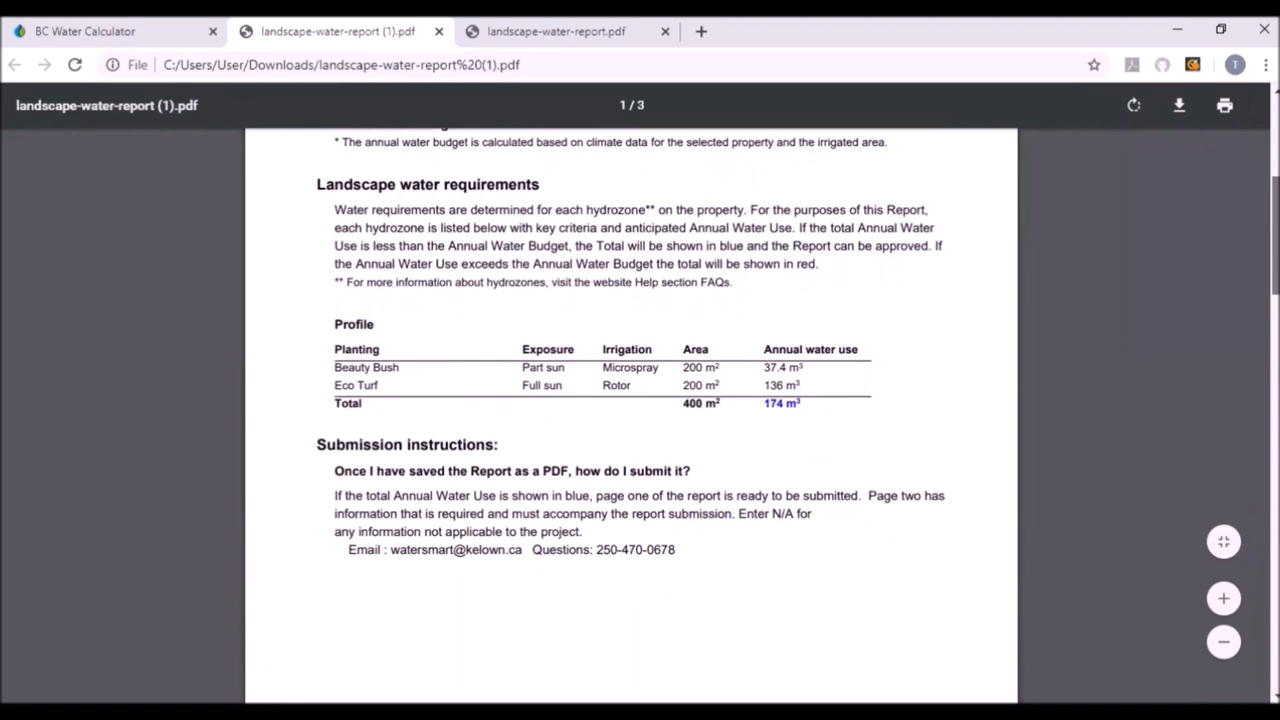 BC Water Calculator
landscape-water-report (1).pdf
landscape-water-report.pdf
File
C:/Users/User/Downloads/landscape-water-report%20(1).pdf
T
landscape-water-report (1).pdf
1 / 3
* The annual water budget is calculated based on climate data for the selected property and the irrigated area.
Landscape water requirements
Water requirements are determined for each hydrozone** on the property. For the purposes of this Report,
each hydrozone is listed below with key criteria and anticipated Annual Water Use. If the total Annual Water
Use is less than the Annual Water Budget, the Total will be shown in blue and the Report can be approved. If
the Annual Water Use exceeds the Annual Water Budget the total will be shown in red.
** For more information about hydrozones, visit the website Help section FAQs.
Profile
Planting Exposure Irrigation Area Annual water use
Beauty Bush Part sun Microspray 200 m² 37.4 m³
Eco Turf Full sun Rotor 200 m² 136 m³
Total 400 m² 174 m³
Submission instructions:
Once I have saved the Report as a PDF, how do I submit it?
If the total Annual Water Use is shown in blue, page one of the report is ready to be submitted. Page two has
information that is required and must accompany the report submission. Enter N/A for
any information not applicable to the project.
Email : watersmart@kelown.ca Questions: 250-470-0678